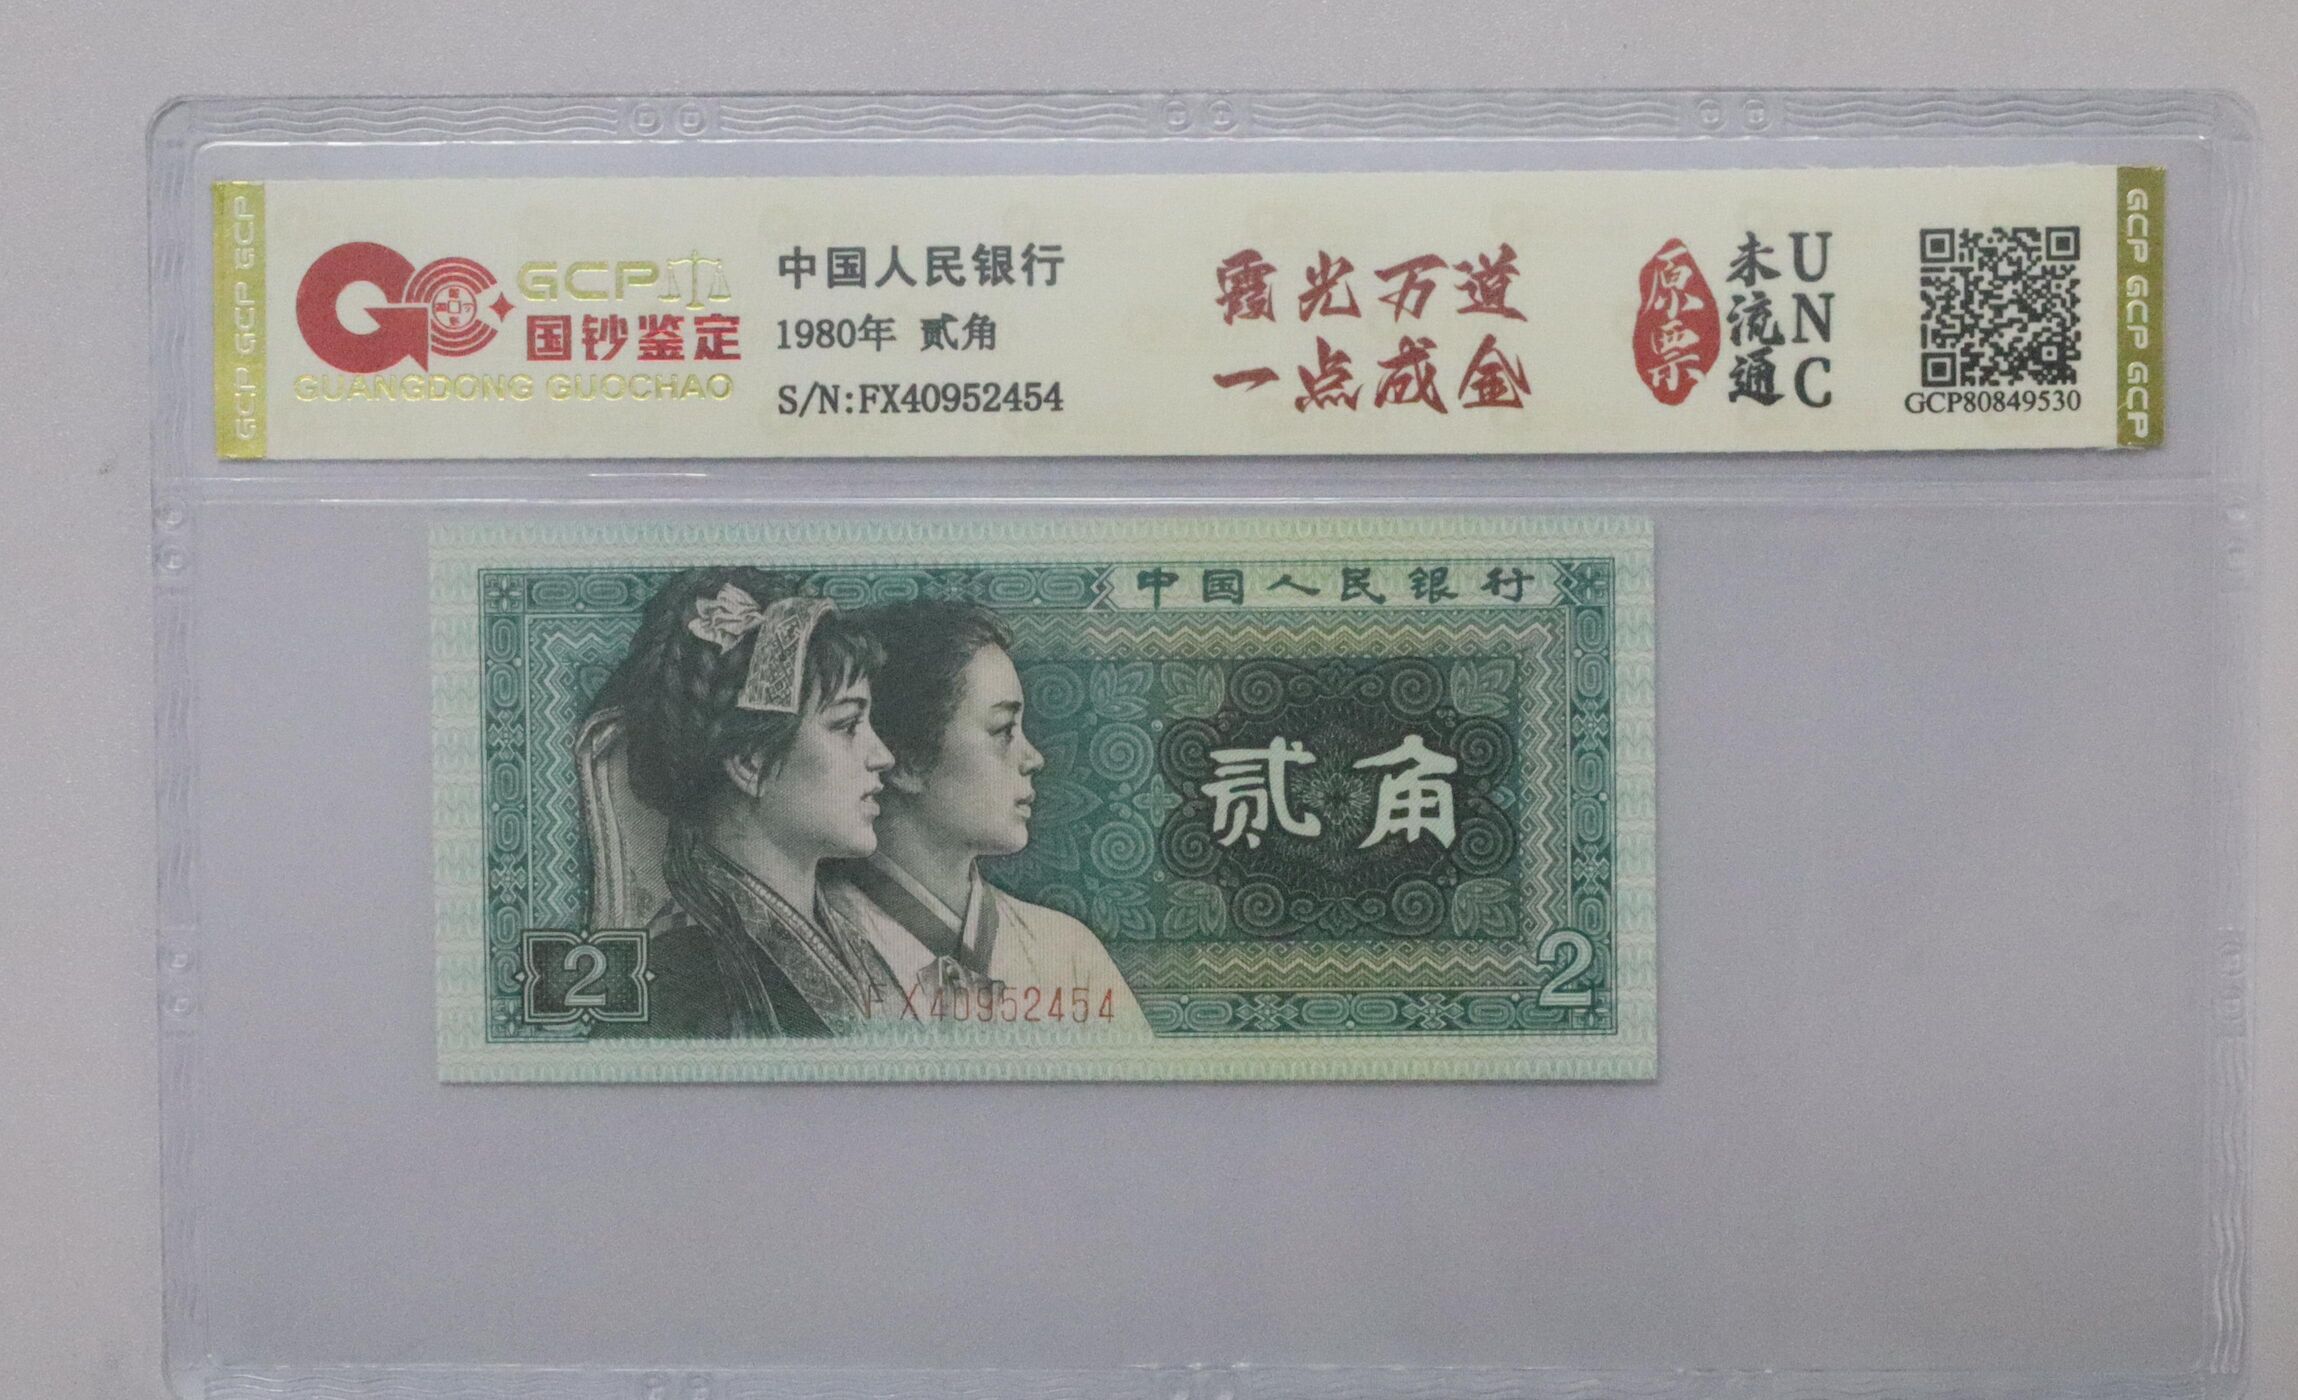 GCP
国钞鉴定
GUANGDONG GUOCHAO
中国人民银行
1980年 贰角
S/N:FX40952454
霞光万道
一点成金
原票
未流通
UNC
GCP80849530
GCP GCP GCP
GCP GCP GCP
中国人民银行
贰角
2
FX40952454
2